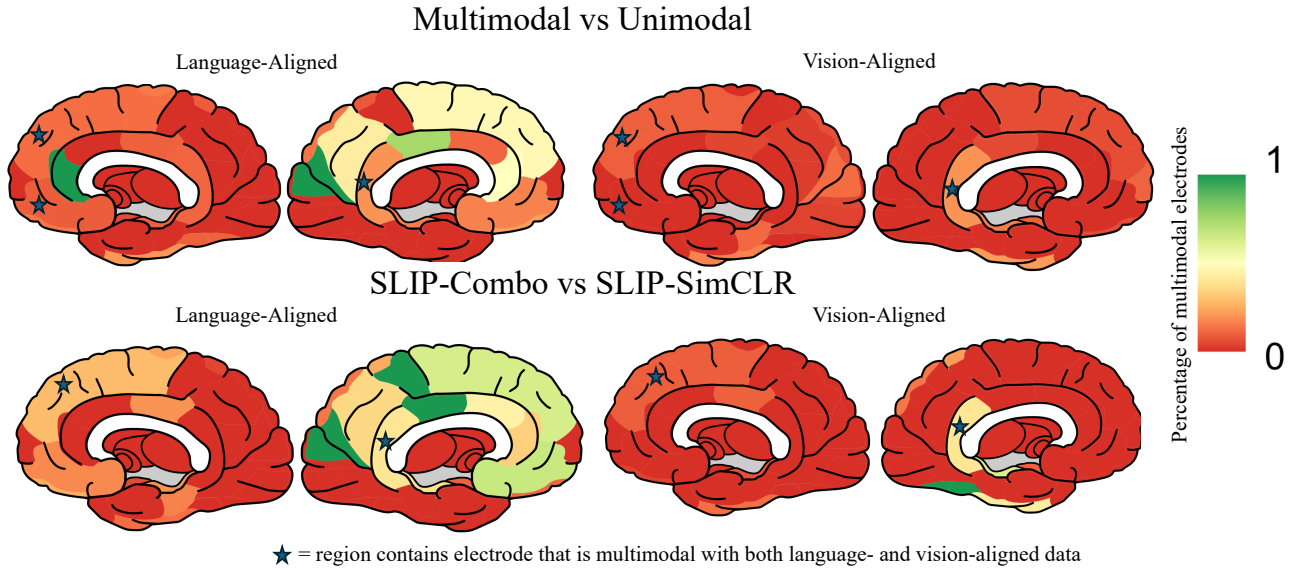 Multimodal vs Unimodal
Language-Aligned
Vision-Aligned
SLIP-Combo vs SLIP-SimCLR
Language-Aligned
Vision-Aligned
Percentage of multimodal electrodes
1
0
= region contains electrode that is multimodal with both language- and vision-aligned data